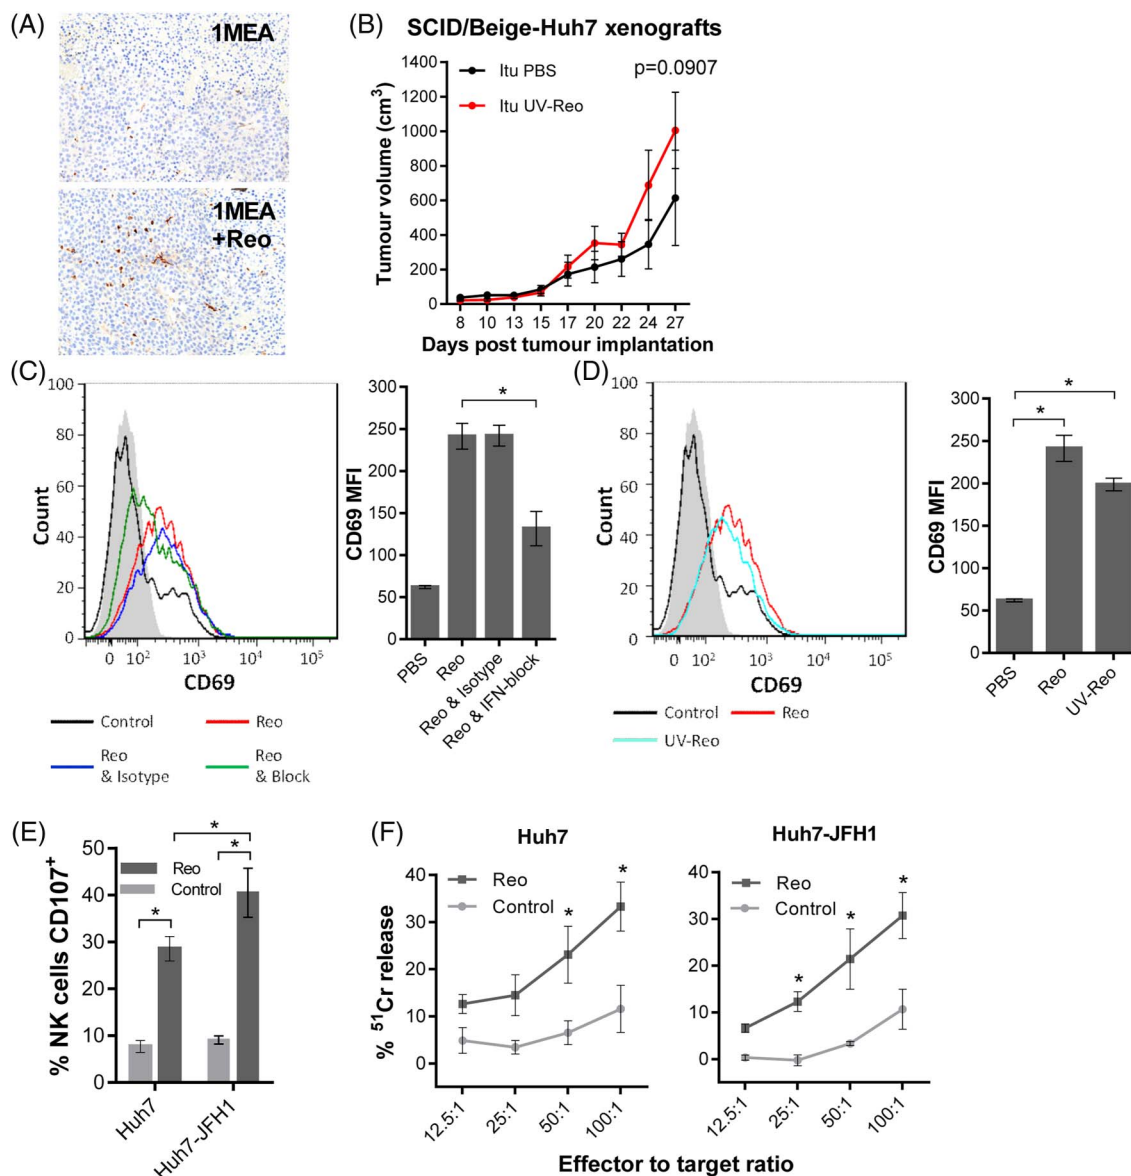 (A)
1MEA
1MEA
+Reo
(B)
SCID/Beige-Huh7 xenografts
Itu PBS
Itu UV-Reo
p=0.0907
Tumour volume (cm³)
1400
1200
1000
800
600
400
200
0
8 10 13 15 17 20 22 24 27
Days post tumour implantation
(C)
Count
100
80
60
40
20
0
0 10² 10³ 10⁴ 10⁵
CD69
Control
Reo
Reo
& Isotype
Reo
& Block
CD69 MFI
300
250
200
150
100
50
0
*
PBS
Reo
Reo & Isotype
Reo & IFN-block
(D)
Count
100
80
60
40
20
0
0 10² 10³ 10⁴ 10⁵
CD69
Control
Reo
UV-Reo
CD69 MFI
300
250
200
150
100
50
0
*
*
PBS
Reo
UV-Reo
(E)
% NK cells CD107⁺
50
40
30
20
10
0
Reo
Control
*
*
*
Huh7
Huh7-JFH1
(F)
Huh7
% ⁵¹Cr release
40
30
20
10
0
Reo
Control
*
*
12.5:1
25:1
50:1
100:1
Huh7-JFH1
40
30
20
10
0
Reo
Control
*
*
*
12.5:1
25:1
50:1
100:1
Effector to target ratio